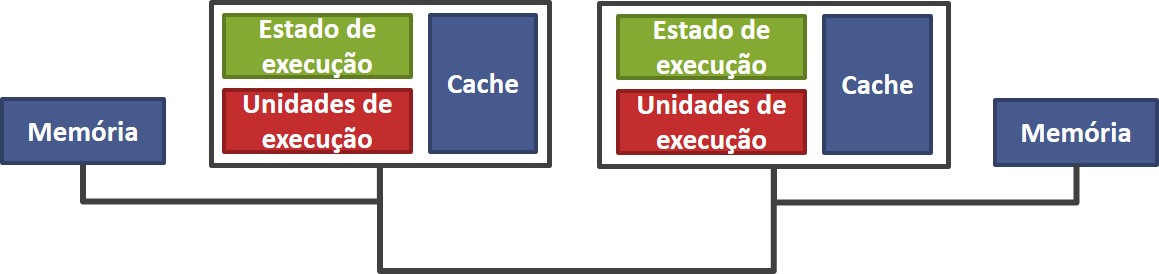 Estado de
execução
Unidades de
execução
Cache
Estado de
execução
Unidades de
execução
Cache
Memória
Memória